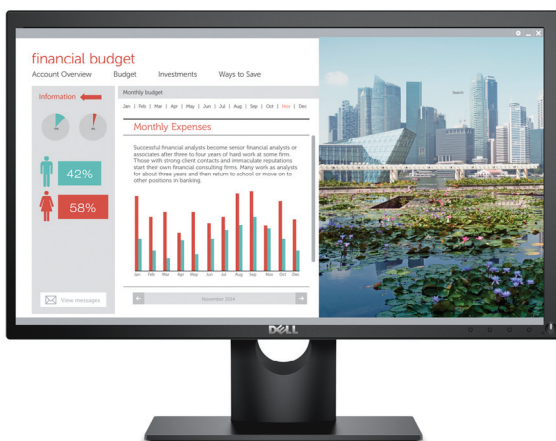 financial budget
Account Overview Budget Investments Ways to Save
Information
Monthly budget
Jan | Feb | Mar | Apr | May | Jun | Jul | Aug | Sep | Oct | Nov | Dec
Monthly Expenses
Successful financial analysts become senior financial analysts or
associates after three to four years of hard work at some firm.
Those with strong client contacts and immaculate reputations
start their own financial consulting firms. Many work as analysts
for about three years and then return to school or move on to
other positions in banking.
42%
58%
Jan Feb Mar Apr May Jun Jul Aug Sep Nov Oct Dec
View messages
November 2014
Search
DELL